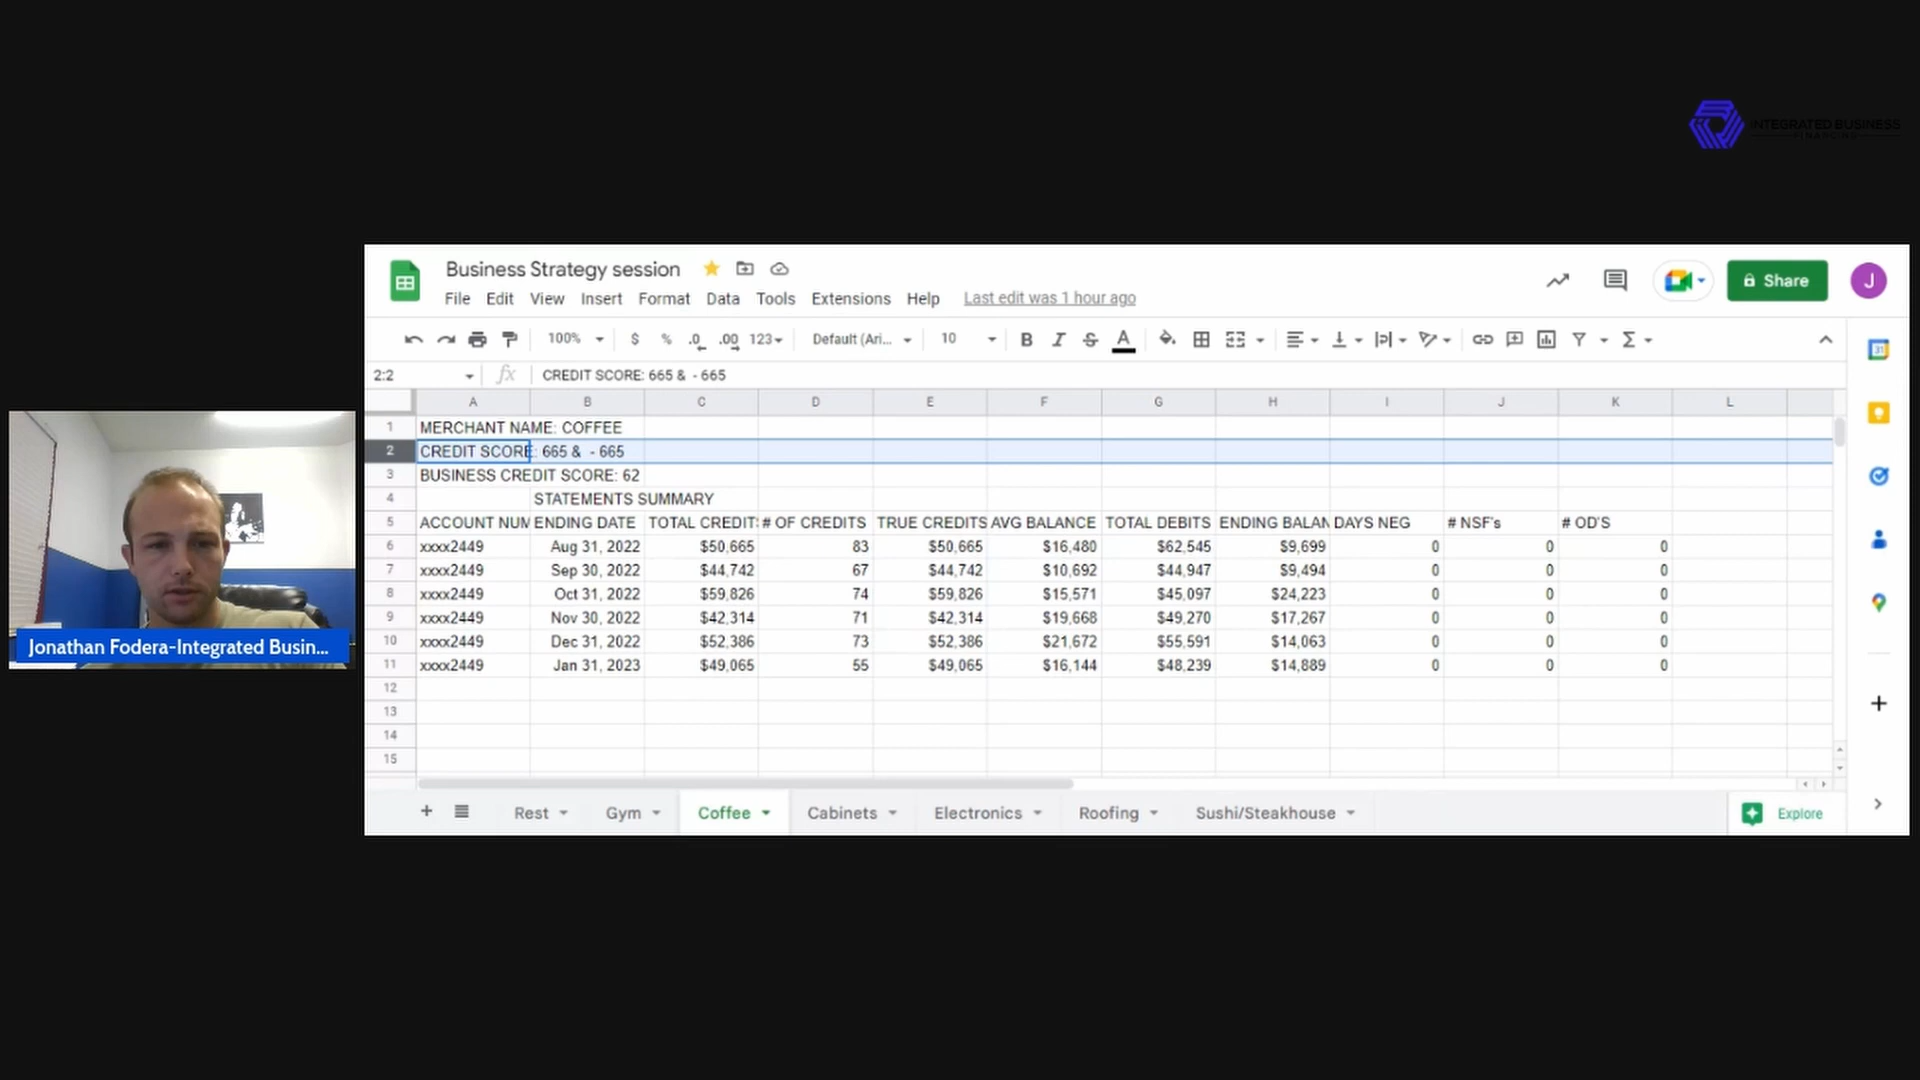 INTEGRATED BUSINESS
FINANCING
Business Strategy session
File Edit View Insert Format Data Tools Extensions Help Last edit was 1 hour ago
Share
J
100% $ % .0 .00 123 Default (Ari... 10 B I S A
2:2 fx CREDIT SCORE: 665 & - 665
A B C D E F G H I J K L
1 MERCHANT NAME: COFFEE
2 CREDIT SCORE: 665 & - 665
3 BUSINESS CREDIT SCORE: 62
4 STATEMENTS SUMMARY
5 ACCOUNT NUM ENDING DATE TOTAL CREDIT # OF CREDITS TRUE CREDITS AVG BALANCE TOTAL DEBITS ENDING BALAN DAYS NEG # NSF's # OD'S
6 xxxx2449 Aug 31, 2022 $50,665 83 $50,665 $16,480 $62,545 $9,699 0 0 0
7 xxxx2449 Sep 30, 2022 $44,742 67 $44,742 $10,692 $44,947 $9,494 0 0 0
8 xxxx2449 Oct 31, 2022 $59,826 74 $59,826 $15,571 $45,097 $24,223 0 0 0
9 xxxx2449 Nov 30, 2022 $42,314 71 $42,314 $19,668 $49,270 $17,267 0 0 0
10 xxxx2449 Dec 31, 2022 $52,386 73 $52,386 $21,672 $55,591 $14,063 0 0 0
11 xxxx2449 Jan 31, 2023 $49,065 55 $49,065 $16,144 $48,239 $14,889 0 0 0
12
13
14
15
Rest Gym Coffee Cabinets Electronics Roofing Sushi/Steakhouse Explore
31
Jonathan Fodera-Integrated Busin...